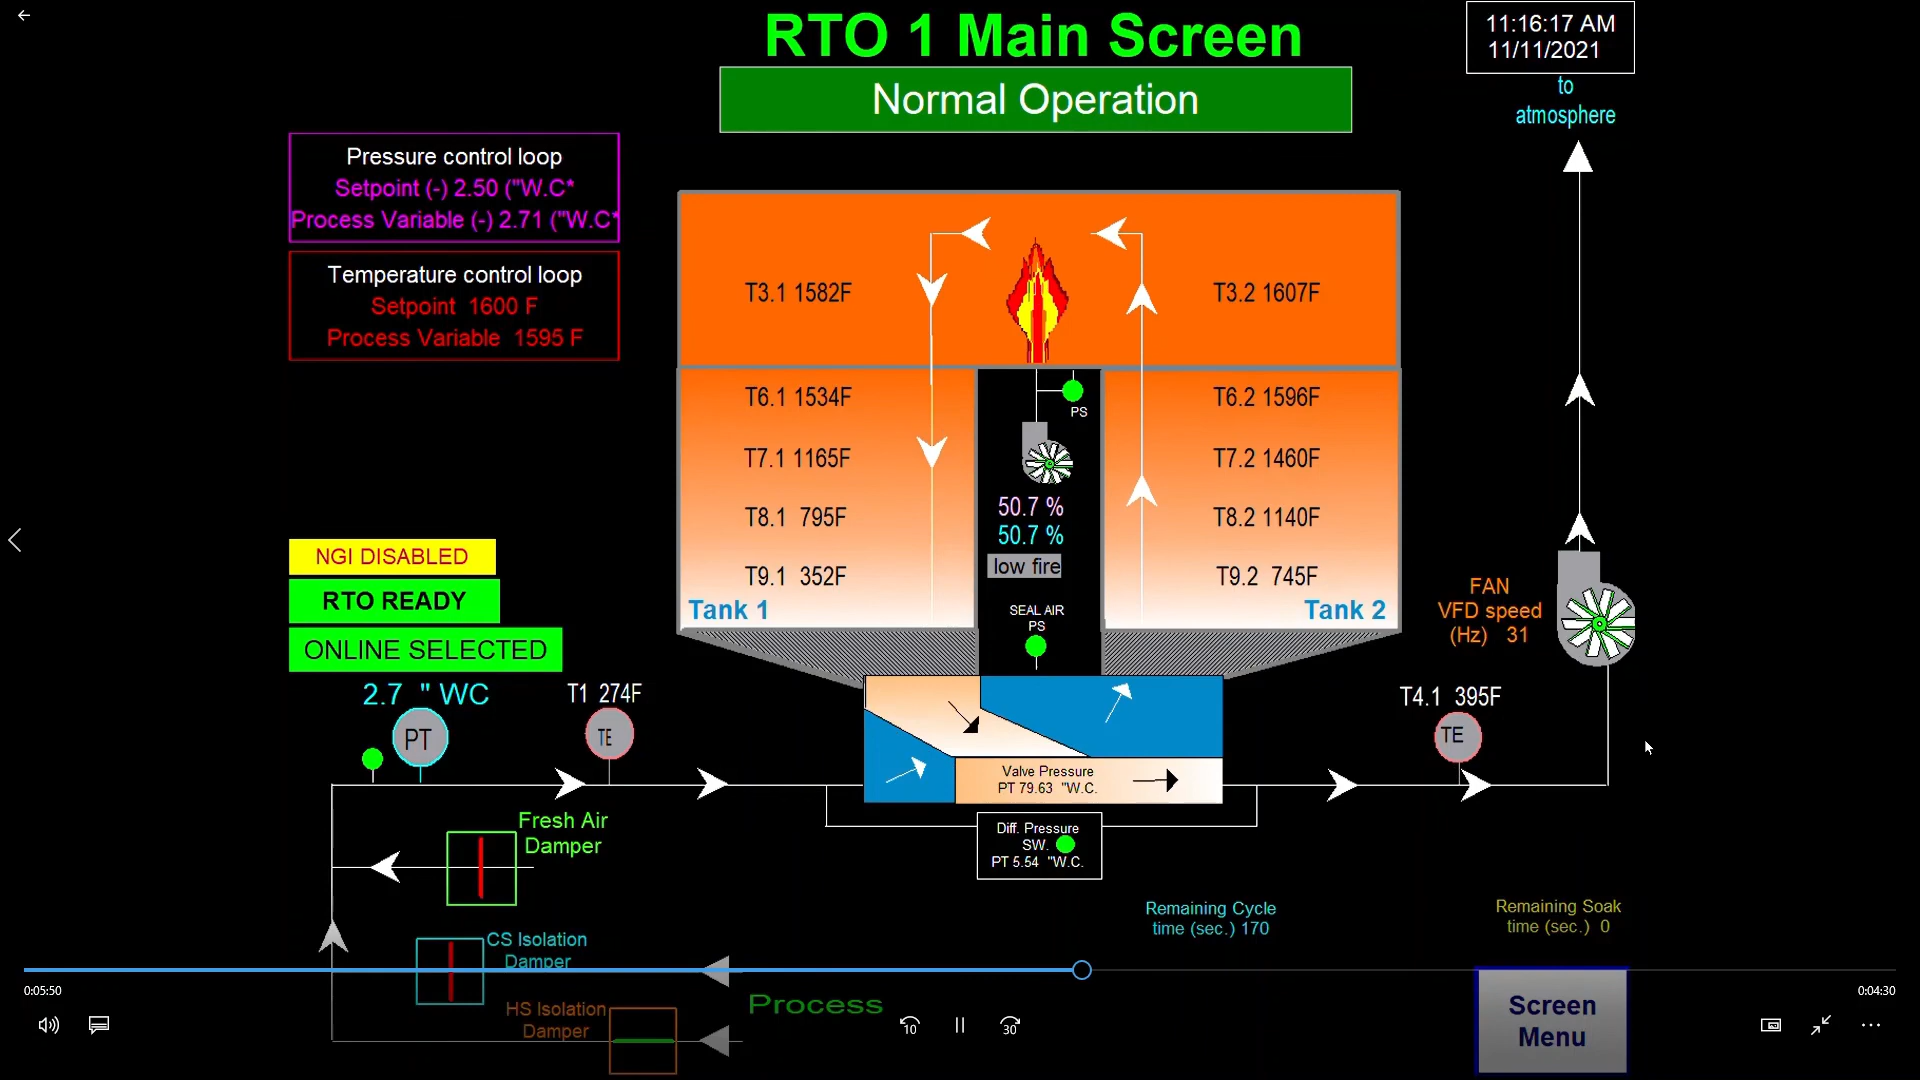 RTO 1 Main Screen
11:16:17 AM
11/11/2021
Normal Operation
to
atmosphere
Pressure control loop
Setpoint (-) 2.50 ("W.C*
Process Variable (-) 2.71 ("W.C*
Temperature control loop
Setpoint 1600 F
Process Variable 1595 F
T3.1 1582F
T3.2 1607F
T6.1 1534F
T6.2 1596F
PS
T7.1 1165F
T7.2 1460F
50.7 %
T8.1 795F
T8.2 1140F
50.7 %
NGI DISABLED
low fire
T9.1 352F
T9.2 745F
RTO READY
Tank 1
SEAL AIR
PS
Tank 2
FAN
VFD speed
(Hz) 31
ONLINE SELECTED
2.7 " WC
T1 274F
T4.1 395F
PT
TE
TE
Valve Pressure
PT 79.63 "W.C.
Fresh Air
Damper
Diff. Pressure
SW.
PT 5.54 "W.C.
Remaining Cycle
time (sec.) 170
Remaining Soak
time (sec.) 0
CS Isolation
Damper
0:05:50
0:04:30
HS Isolation
Damper
Process
Screen
Menu
10
30